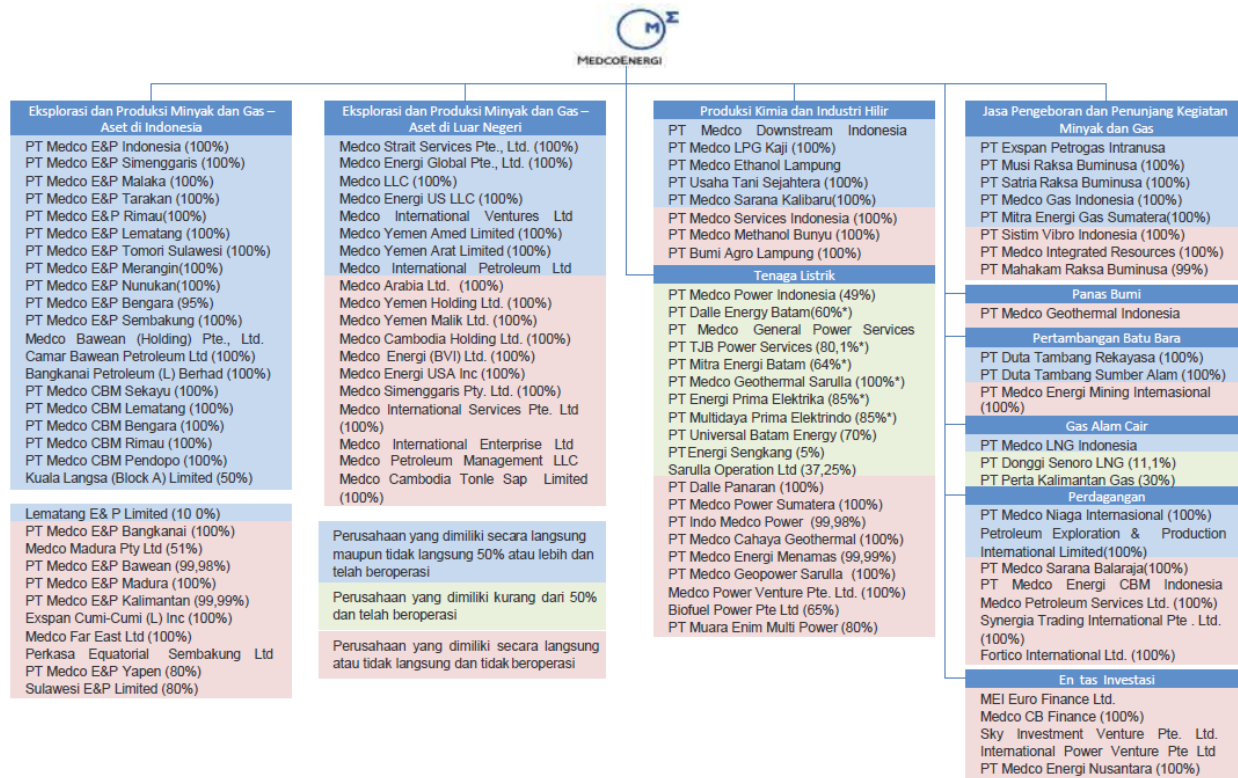 M Σ
MEDCOENERGI
Eksplorasi dan Produksi Minyak dan Gas –
Aset di Indonesia
PT Medco E&P Indonesia (100%)
PT Medco E&P Simenggaris (100%)
PT Medco E&P Malaka (100%)
PT Medco E&P Tarakan (100%)
PT Medco E&P Rimau(100%)
PT Medco E&P Lematang (100%)
PT Medco E&P Tomori Sulawesi (100%)
PT Medco E&P Merangin(100%)
PT Medco E&P Nunukan(100%)
PT Medco E&P Bengara (95%)
PT Medco E&P Sembakung (100%)
Medco Bawean (Holding) Pte., Ltd.
Camar Bawean Petroleum Ltd (100%)
Bangkanai Petroleum (L) Berhad (100%)
PT Medco CBM Sekayu (100%)
PT Medco CBM Lematang (100%)
PT Medco CBM Bengara (100%)
PT Medco CBM Rimau (100%)
PT Medco CBM Pendopo (100%)
Kuala Langsa (Block A) Limited (50%)
Lematang E& P Limited (10 0%)
PT Medco E&P Bangkanai (100%)
Medco Madura Pty Ltd (51%)
PT Medco E&P Bawean (99,98%)
PT Medco E&P Madura (100%)
PT Medco E&P Kalimantan (99,99%)
Exspan Cumi-Cumi (L) Inc (100%)
Medco Far East Ltd (100%)
Perkasa Equatorial Sembakung Ltd
PT Medco E&P Yapen (80%)
Sulawesi E&P Limited (80%)
Eksplorasi dan Produksi Minyak dan Gas –
Aset di Luar Negeri
Medco Strait Services Pte., Ltd. (100%)
Medco Energi Global Pte., Ltd. (100%)
Medco LLC (100%)
Medco Energi US LLC (100%)
Medco International Ventures Ltd
Medco Yemen Amed Limited (100%)
Medco Yemen Arat Limited (100%)
Medco International Petroleum Ltd
Medco Arabia Ltd. (100%)
Medco Yemen Holding Ltd. (100%)
Medco Yemen Malik Ltd. (100%)
Medco Cambodia Holding Ltd. (100%)
Medco Energi (BVI) Ltd. (100%)
Medco Energi USA Inc (100%)
Medco Simenggaris Pty. Ltd. (100%)
Medco International Services Pte. Ltd
(100%)
Medco International Enterprise Ltd
Medco Petroleum Management LLC
Medco Cambodia Tonle Sap Limited
(100%)
Perusahaan yang dimiliki secara langsung
maupun tidak langsung 50% atau lebih dan
telah beroperasi
Perusahaan yang dimiliki kurang dari 50%
dan telah beroperasi
Perusahaan yang dimiliki secara langsung
atau tidak langsung dan tidak beroperasi
Produksi Kimia dan Industri Hilir
PT Medco Downstream Indonesia
PT Medco LPG Kaji (100%)
PT Medco Ethanol Lampung
PT Usaha Tani Sejahtera (100%)
PT Medco Sarana Kalibaru(100%)
PT Medco Services Indonesia (100%)
PT Medco Methanol Bunyu (100%)
PT Bumi Agro Lampung (100%)
Tenaga Listrik
PT Medco Power Indonesia (49%)
PT Dalle Energy Batam(60%*)
PT Medco General Power Services
PT TJB Power Services (80,1%*)
PT Mitra Energi Batam (64%*)
PT Medco Geothermal Sarulla (100%*)
PT Energi Prima Elektrika (85%*)
PT Multidaya Prima Elektrindo (85%*)
PT Universal Batam Energy (70%)
PT Energi Sengkang (5%)
Sarulla Operation Ltd (37,25%)
PT Dalle Panaran (100%)
PT Medco Power Sumatera (100%)
PT Indo Medco Power (99,98%)
PT Medco Cahaya Geothermal (100%)
PT Medco Energi Menamas (99,99%)
PT Medco Geopower Sarulla (100%)
Medco Power Venture Pte. Ltd. (100%)
Biofuel Power Pte Ltd (65%)
PT Muara Enim Multi Power (80%)
Jasa Pengeboran dan Penunjang Kegiatan
Minyak dan Gas
PT Exspan Petrogas Intranusa
PT Musi Raksa Buminusa (100%)
PT Satria Raksa Buminusa (100%)
PT Medco Gas Indonesia (100%)
PT Mitra Energi Gas Sumatera(100%)
PT Sistim Vibro Indonesia (100%)
PT Medco Integrated Resources (100%)
PT Mahakam Raksa Buminusa (99%)
Panas Bumi
PT Medco Geothermal Indonesia
Pertambangan Batu Bara
PT Duta Tambang Rekayasa (100%)
PT Duta Tambang Sumber Alam (100%)
PT Medco Energi Mining Internasional
(100%)
Gas Alam Cair
PT Medco LNG Indonesia
PT Donggi Senoro LNG (11,1%)
PT Perta Kalimantan Gas (30%)
Perdagangan
PT Medco Niaga Internasional (100%)
Petroleum Exploration & Production
International Limited(100%)
PT Medco Sarana Balaraja(100%)
PT Medco Energi CBM Indonesia
Medco Petroleum Services Ltd. (100%)
Synergia Trading International Pte . Ltd.
(100%)
Fortico International Ltd. (100%)
En tas Investasi
MEI Euro Finance Ltd.
Medco CB Finance (100%)
Sky Investment Venture Pte. Ltd.
International Power Venture Pte Ltd
PT Medco Energi Nusantara (100%)